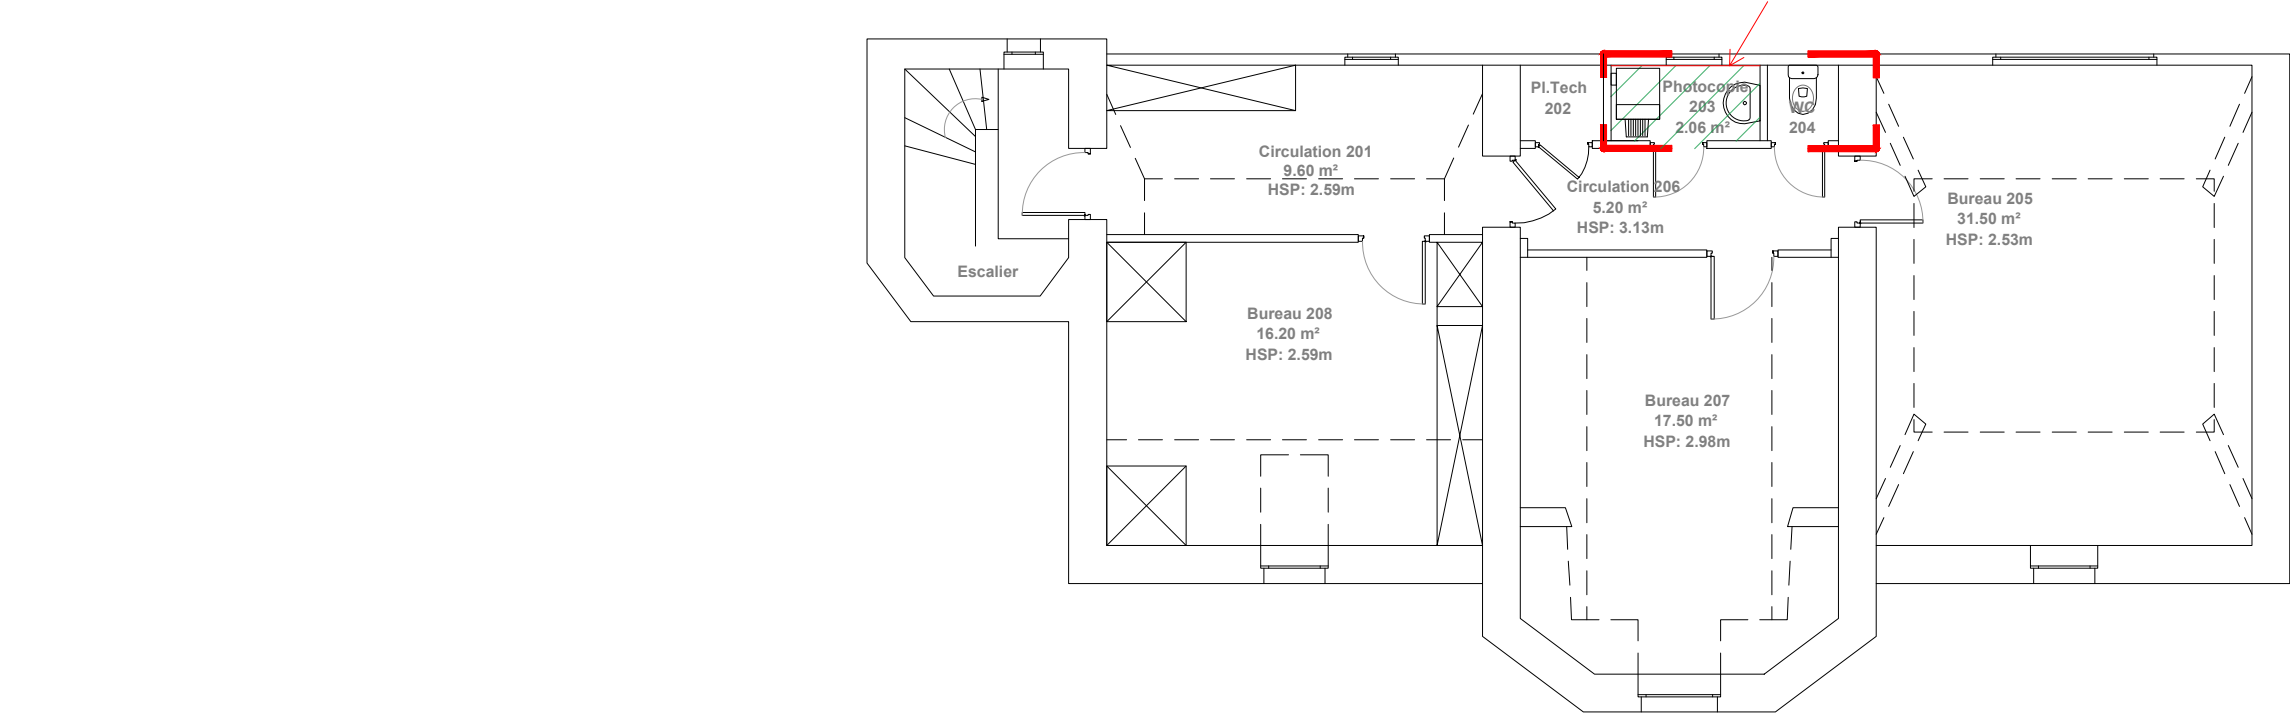 Pl.Tech
202
Photocopie
203
2.06 m²
WC
204
Circulation 201
9.60 m²
HSP: 2.59m
Circulation 206
5.20 m²
HSP: 3.13m
Bureau 205
31.50 m²
HSP: 2.53m
Escalier
Bureau 208
16.20 m²
HSP: 2.59m
Bureau 207
17.50 m²
HSP: 2.98m